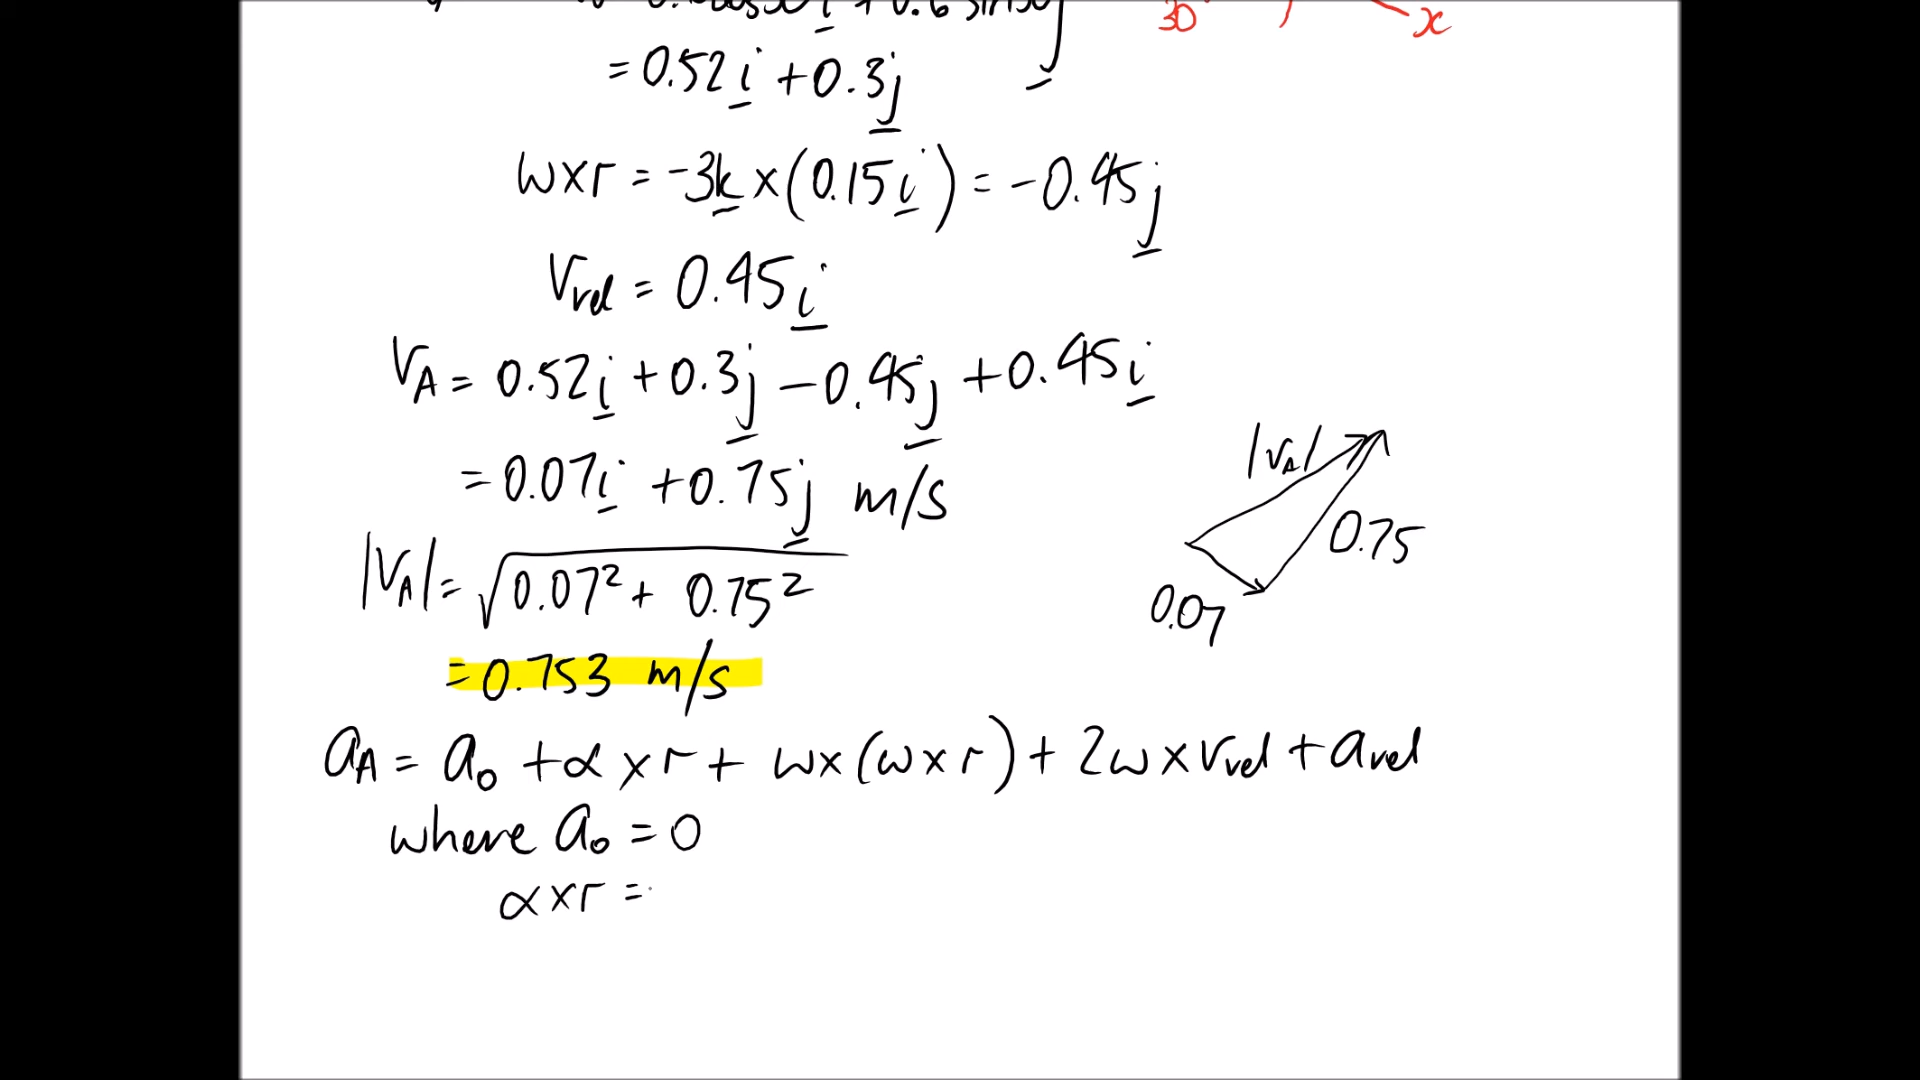 30° x
= 0.52i + 0.3j
ω×r = -3k×(0.15i) = -0.45j
Vrel = 0.45i
VA = 0.52i + 0.3j - 0.45j + 0.45i
= 0.07i + 0.75j m/s
|VA|
0.75
0.07
|VA| = √0.07² + 0.75²
= 0.753 m/s
aA = a₀ + α×r + ω×(ω×r) + 2ω×Vrel + arel
where a₀ = 0
α×r =